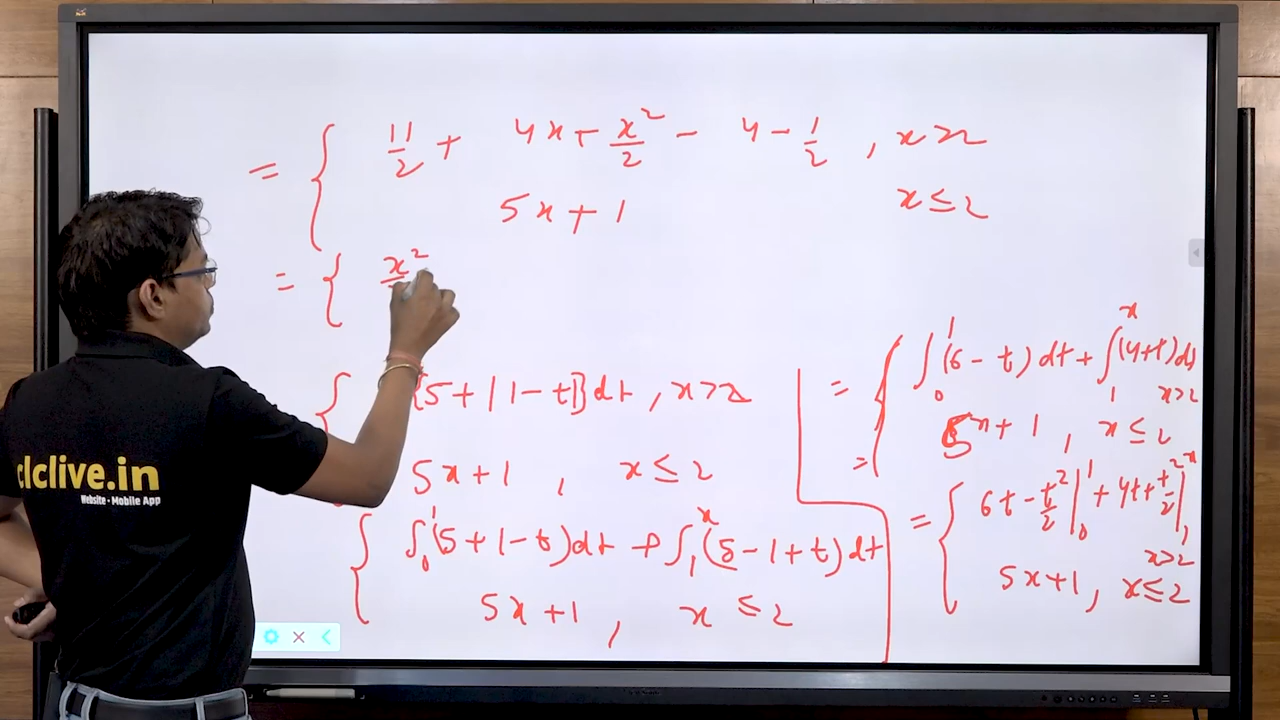 = { 11/2 + 4x + x²/2 - 4 - 1/2 , x>2
5x + 1 x ≤ 2
= { x²
{5 + |1 - t|}dt , x>2
5x + 1 , x ≤ 2
∫₀¹(5 + 1 - t)dt + ∫₁ˣ(5 - 1 + t)dt
5x + 1 , x ≤ 2
= { ∫₀¹(6 - t)dt + ∫₁ˣ(4+t)dt
x>2
5x + 1 , x ≤ 2
= { 6t - t²/2 |₀¹ + 4t + t²/2 |₁ˣ
x>2
5x+1, x≤2
clclive.in
Website • Mobile App